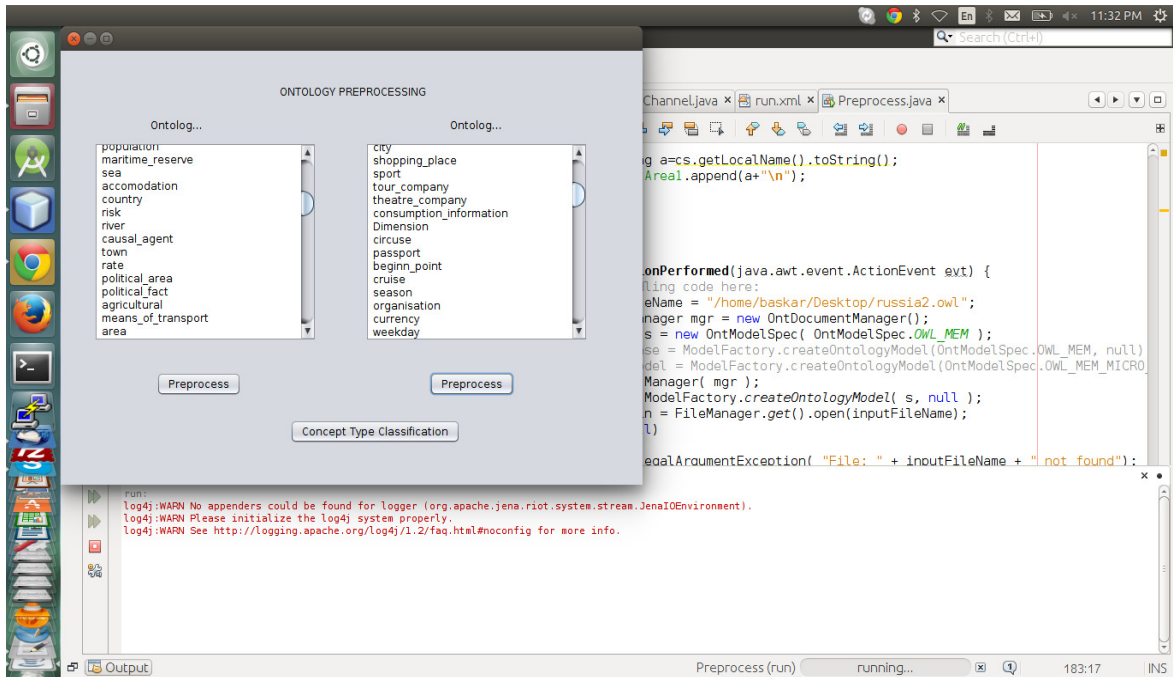 En
11:32 PM
Search (Ctrl+I)
Channel.java × run.xml × Preprocess.java ×
ONTOLOGY PREPROCESSING
Ontolog...
population
maritime_reserve
sea
accomodation
country
risk
river
causal_agent
town
rate
political_area
political_fact
agricultural
means_of_transport
area
Preprocess
Ontolog...
city
shopping_place
sport
tour_company
theatre_company
consumption_information
Dimension
circuse
passport
beginn_point
cruise
season
organisation
currency
weekday
Preprocess
Concept Type Classification
g a=cs.getLocalName().toString();
Area1.append(a+"\n");
onPerformed(java.awt.event.ActionEvent evt) {
ling code here:
eName = "/home/baskar/Desktop/russia2.owl";
nager mgr = new OntDocumentManager();
s = new OntModelSpec( OntModelSpec.OWL_MEM );
se = ModelFactory.createOntologyModel(OntModelSpec.OWL_MEM, null)
del = ModelFactory.createOntologyModel(OntModelSpec.OWL_MEM_MICRO_
Manager( mgr );
ModelFactory.createOntologyModel( s, null );
n = FileManager.get().open(inputFileName);
l)
egalArgumentException( "File: " + inputFileName + " not found");
run:
log4j:WARN No appenders could be found for logger (org.apache.jena.riot.system.stream.JenaIOEnvironment).
log4j:WARN Please initialize the log4j system properly.
log4j:WARN See http://logging.apache.org/log4j/1.2/faq.html#noconfig for more info.
Output
Preprocess (run)
running...
1
183:17
INS